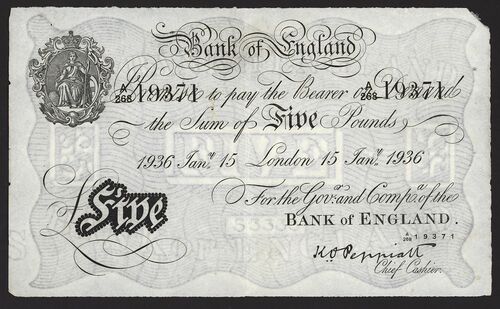 Bank of England
A/268 19371 A/268 19371
Promise to pay the Bearer on Demand
the Sum of Five Pounds
1936 Jan.y 15 London 15 Jan.y 1936
For the Gov.r and Comp.a of the
BANK of ENGLAND.
£ Five
A/268 19371
K.O. Peppiatt
Chief Cashier.